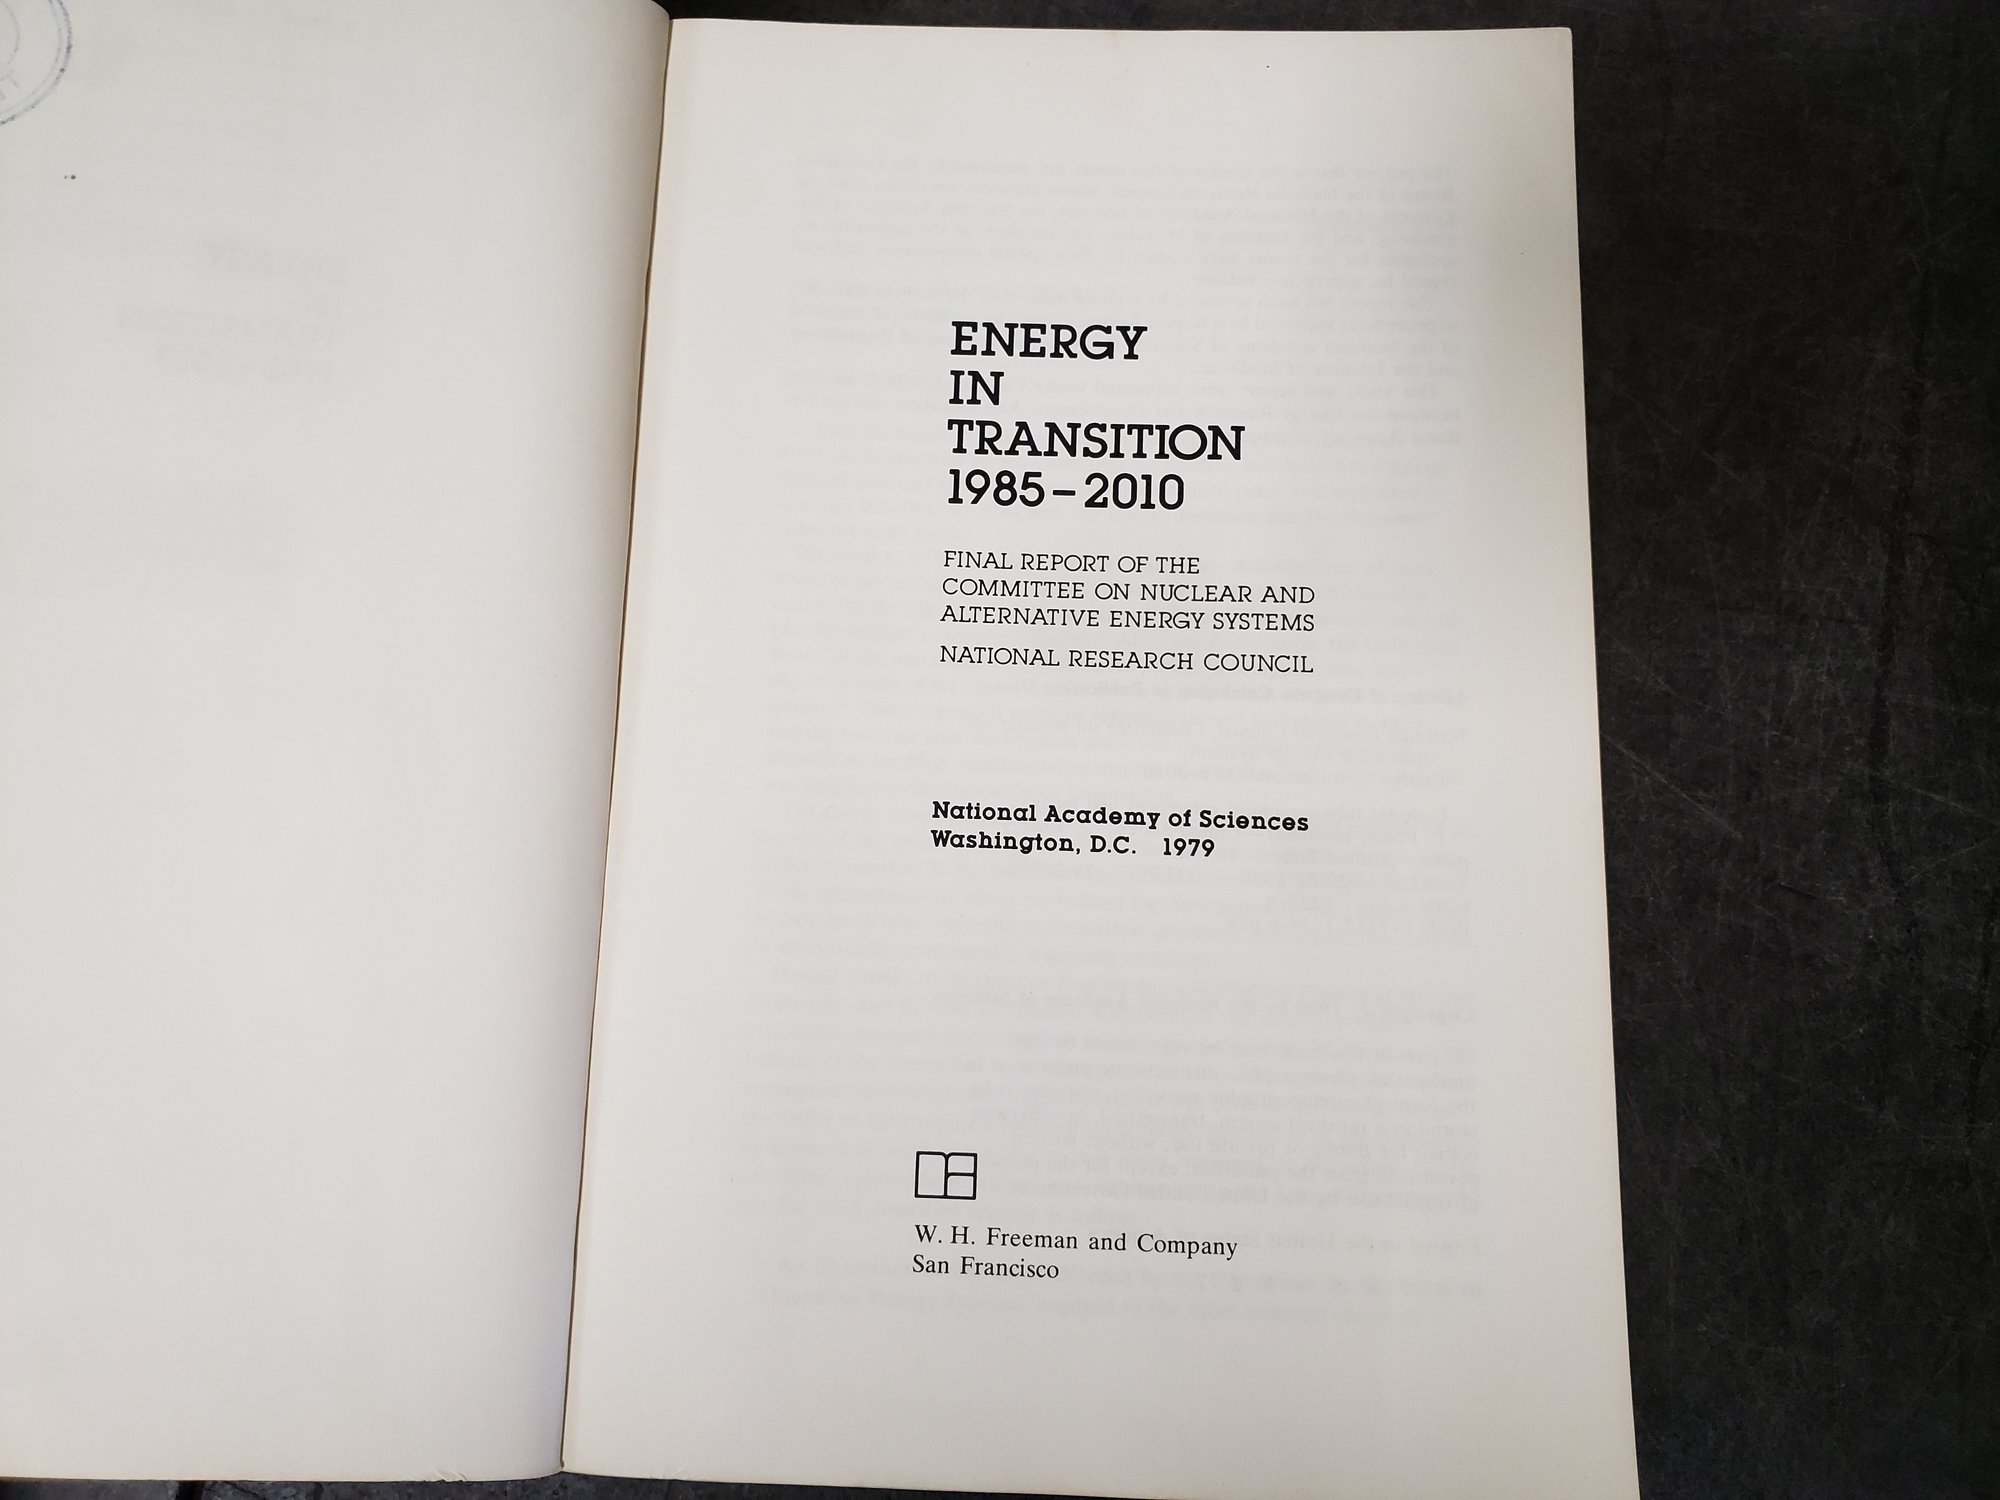 ENERGY
IN
TRANSITION
1985–2010
FINAL REPORT OF THE
COMMITTEE ON NUCLEAR AND
ALTERNATIVE ENERGY SYSTEMS
NATIONAL RESEARCH COUNCIL
National Academy of Sciences
Washington, D.C. 1979
W. H. Freeman and Company
San Francisco